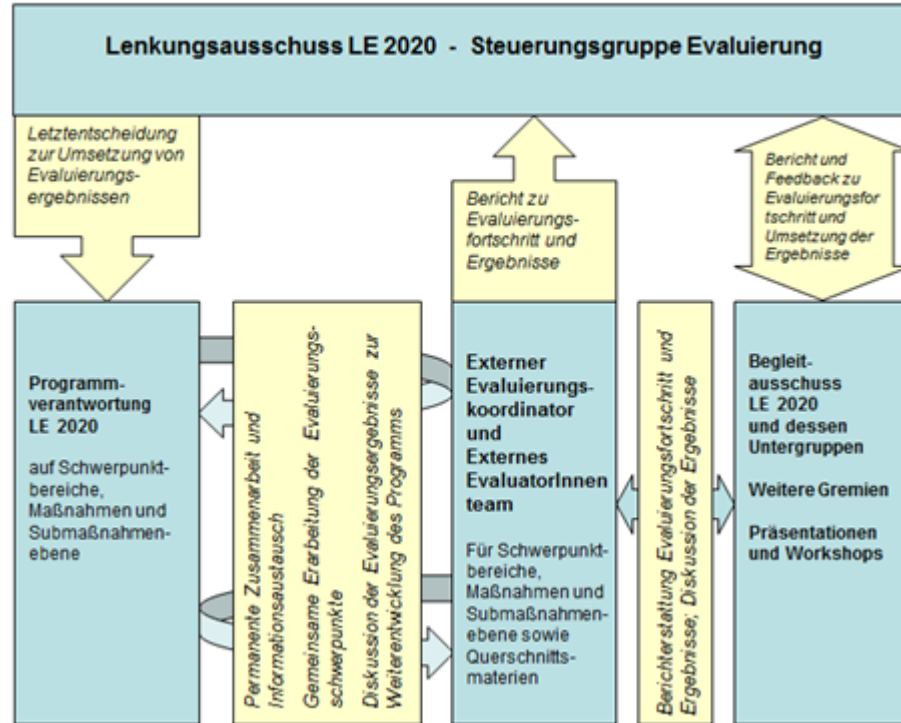 Lenkungsausschuss LE 2020 - Steuerungsgruppe Evaluierung
Letztentscheidung
zur Umsetzung von
Evaluierungs-
ergebnissen
Bericht zu
Evaluierungs-
fortschritt und
Ergebnisse
Bericht und
Feedback zu
Evaluierungsfor
tschritt und
Umsetzung der
Ergebnisse
Programm-
verantwortung
LE 2020
auf Schwerpunkt-
bereiche,
Maßnahmen und
Submaßnahmen-
ebene
Permanente Zusammenarbeit und
Informationsaustausch
Gemeinsame Erarbeitung der Evaluierungs-
schwerpunkte
Diskussion der Evaluierungsergebnisse zur
Weiterentwicklung des Programms
Externer
Evaluierungs-
koordinator
und
Externes
EvaluatorInnen
team
Für Schwerpunkt-
bereiche,
Maßnahmen und
Submaßnahmen-
ebene sowie
Querschnitts-
materien
Berichterstattung Evaluierungsfortschritt und
Ergebnisse; Diskussion der Ergebnisse
Begleit-
ausschuss
LE 2020
und dessen
Untergruppen
Weitere Gremien
Präsentationen
und Workshops